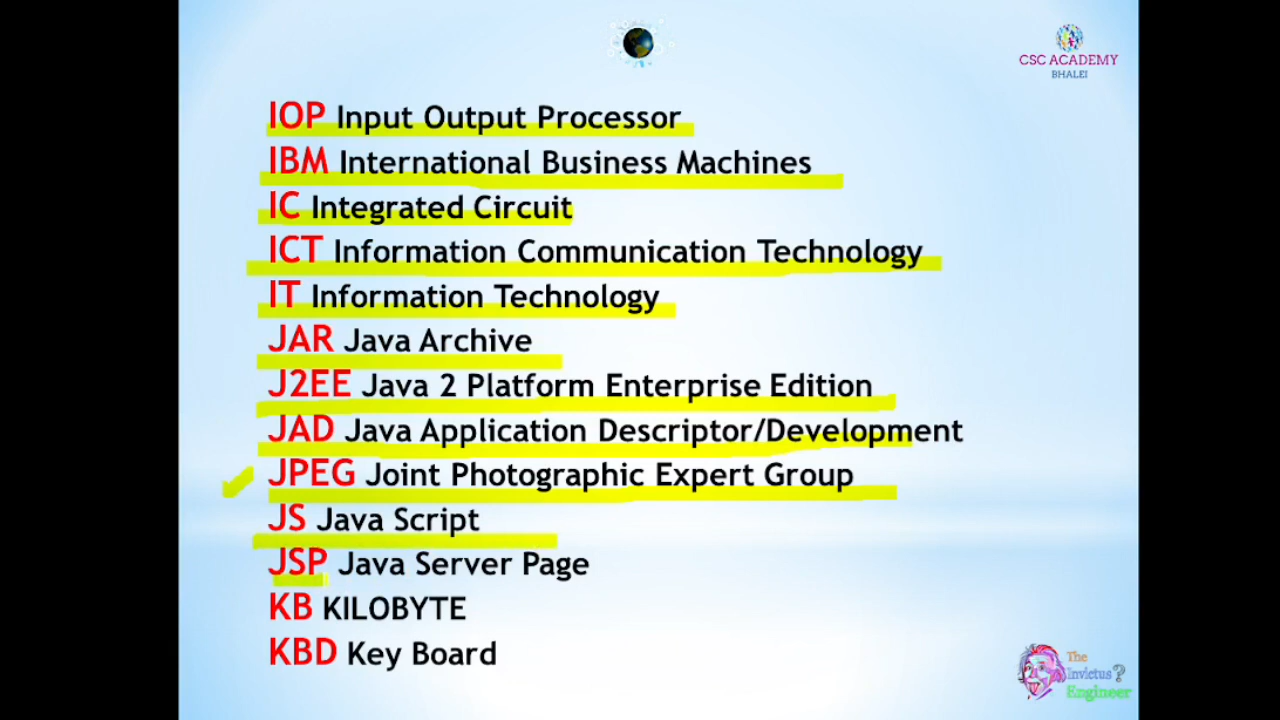 CSC ACADEMY
BHALEI
IOP Input Output Processor
IBM International Business Machines
IC Integrated Circuit
ICT Information Communication Technology
IT Information Technology
JAR Java Archive
J2EE Java 2 Platform Enterprise Edition
JAD Java Application Descriptor/Development
JPEG Joint Photographic Expert Group
JS Java Script
JSP Java Server Page
KB KILOBYTE
KBD Key Board
The
Invictus?
Engineer